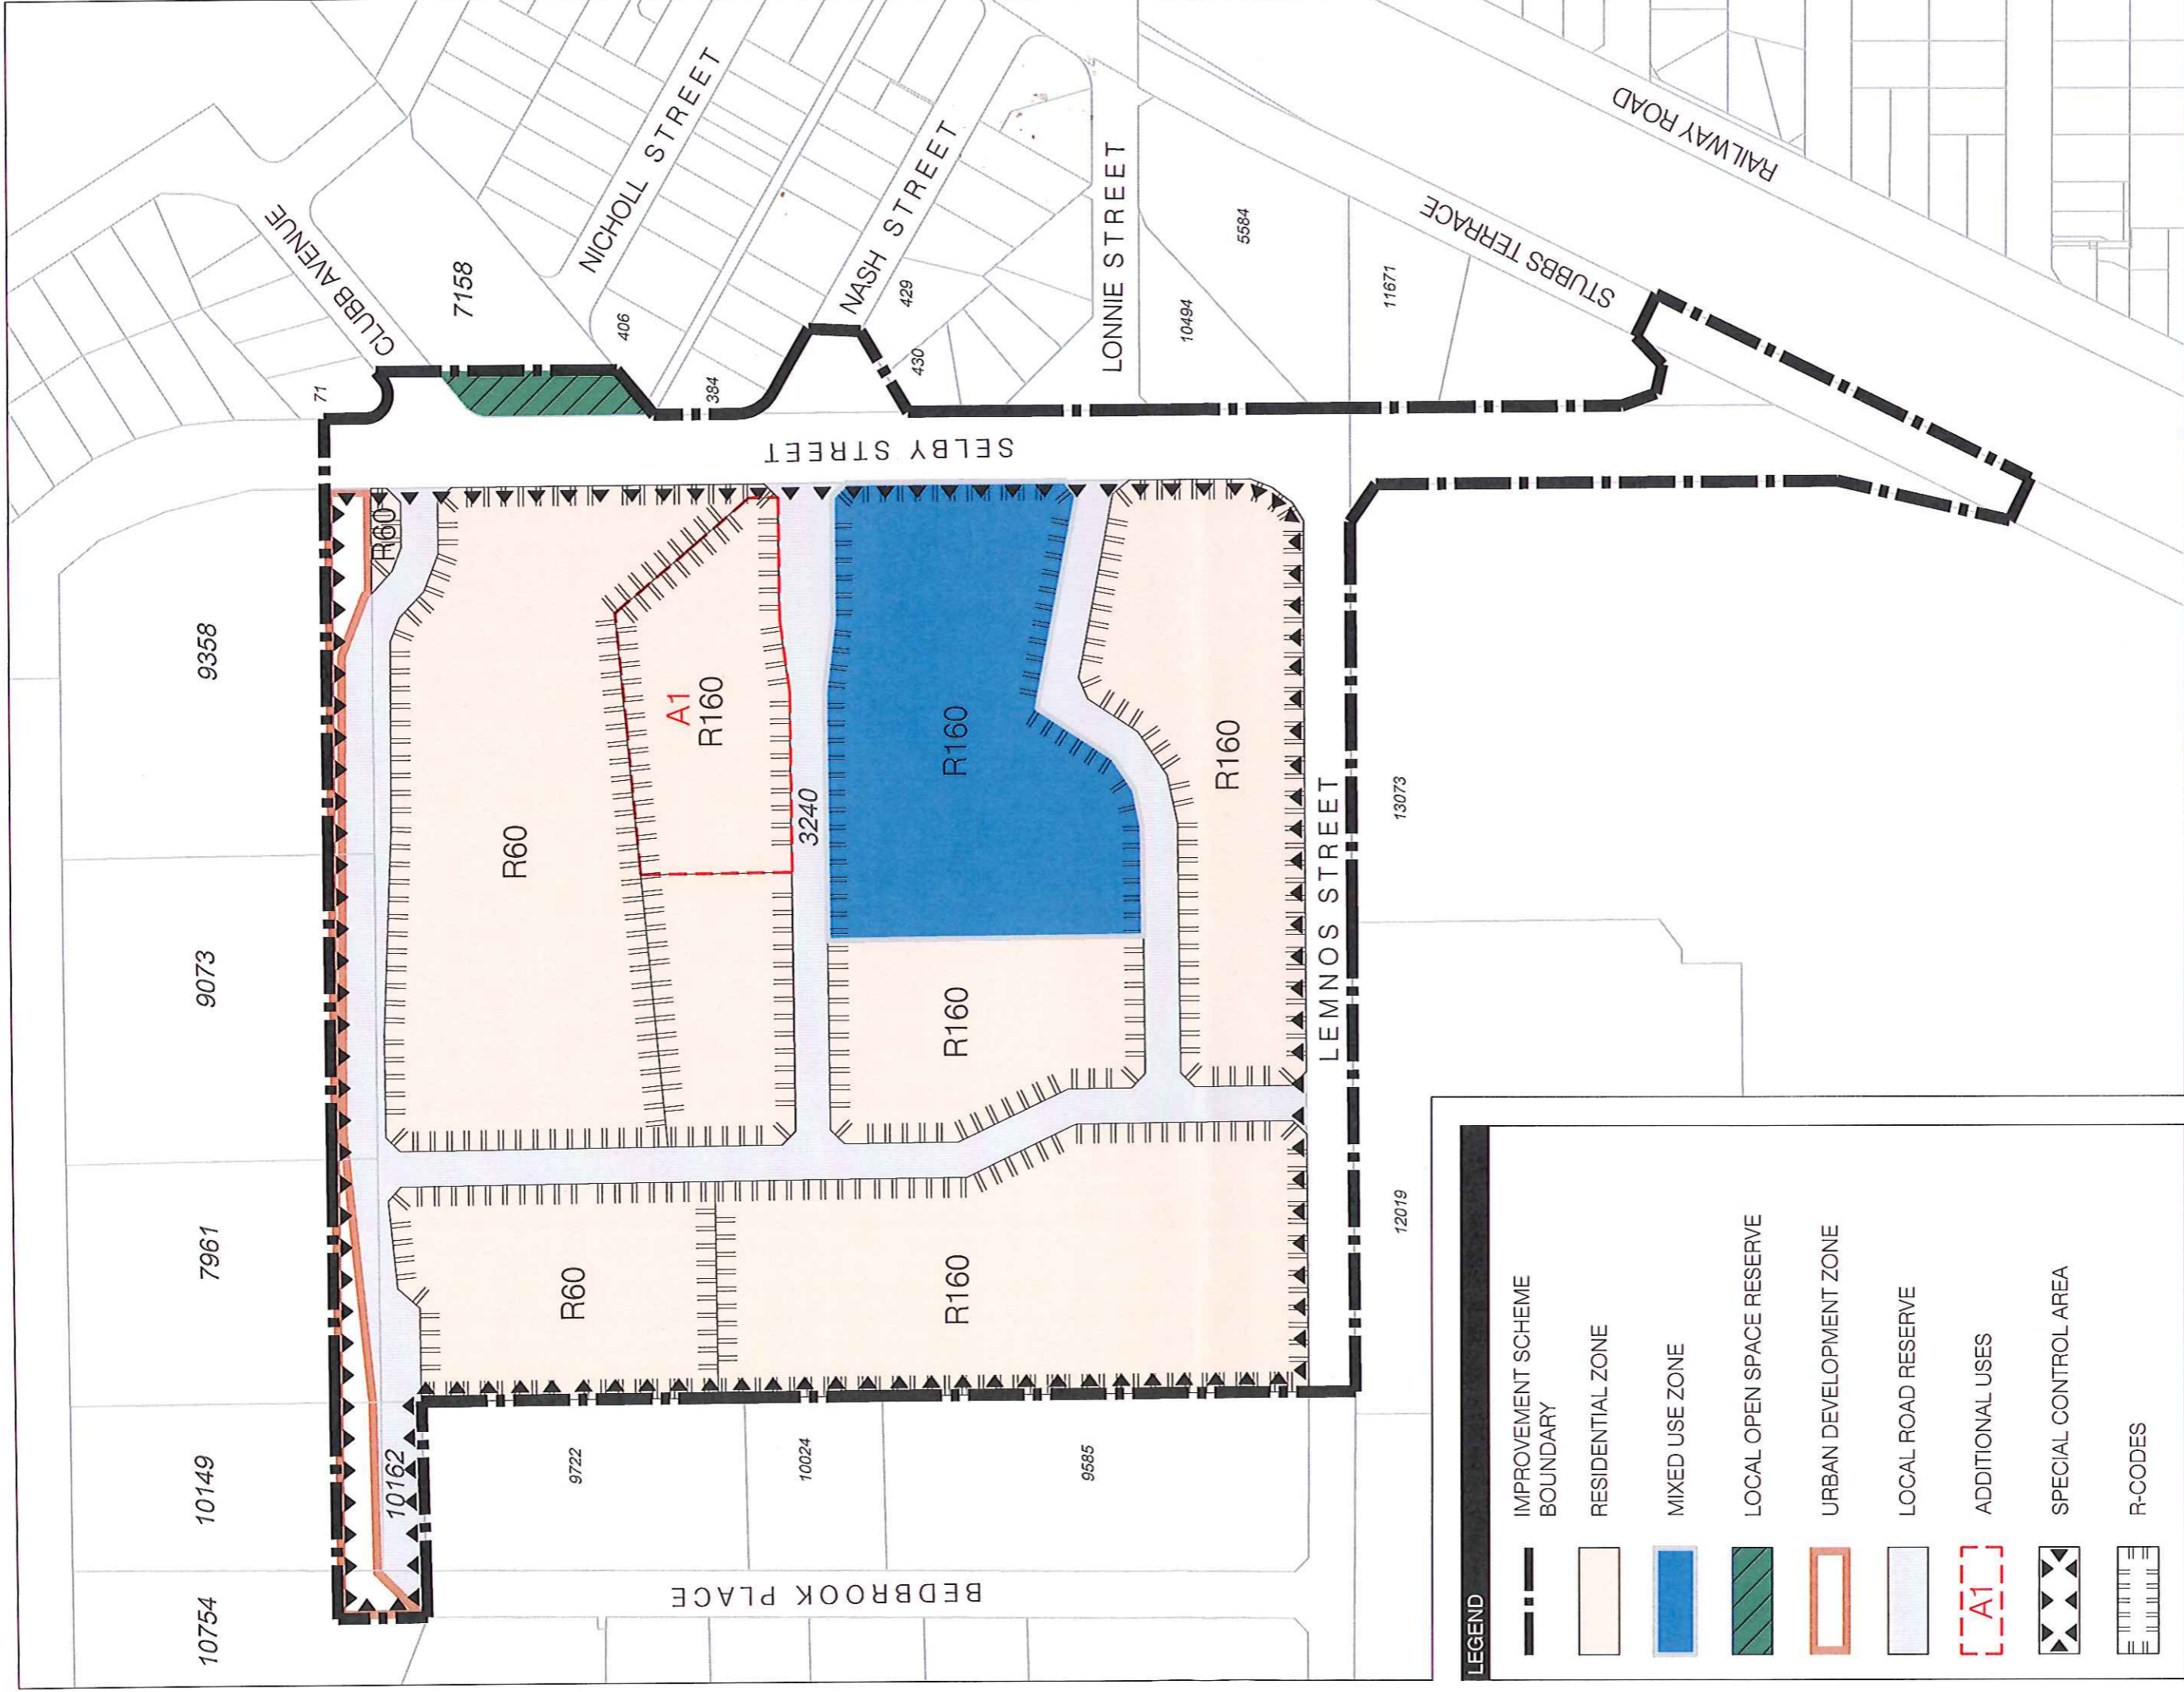 10754
10149
7961
9073
9358
71
CLUBB AVENUE
7158
NICHOLL STREET
406
384
NASH STREET
429
430
LONNIE STREET
10494
5584
11671
STUBBS TERRACE
RAILWAY ROAD
SELBY STREET
R60
R60
A1
R160
3240
R160
R160
R160
R60
R160
10162
9722
10024
9585
BEDBROOK PLACE
LEMNOS STREET
13073
12019
LEGEND
IMPROVEMENT SCHEME
BOUNDARY
RESIDENTIAL ZONE
MIXED USE ZONE
LOCAL OPEN SPACE RESERVE
URBAN DEVELOPMENT ZONE
LOCAL ROAD RESERVE
A1
ADDITIONAL USES
SPECIAL CONTROL AREA
R-CODES